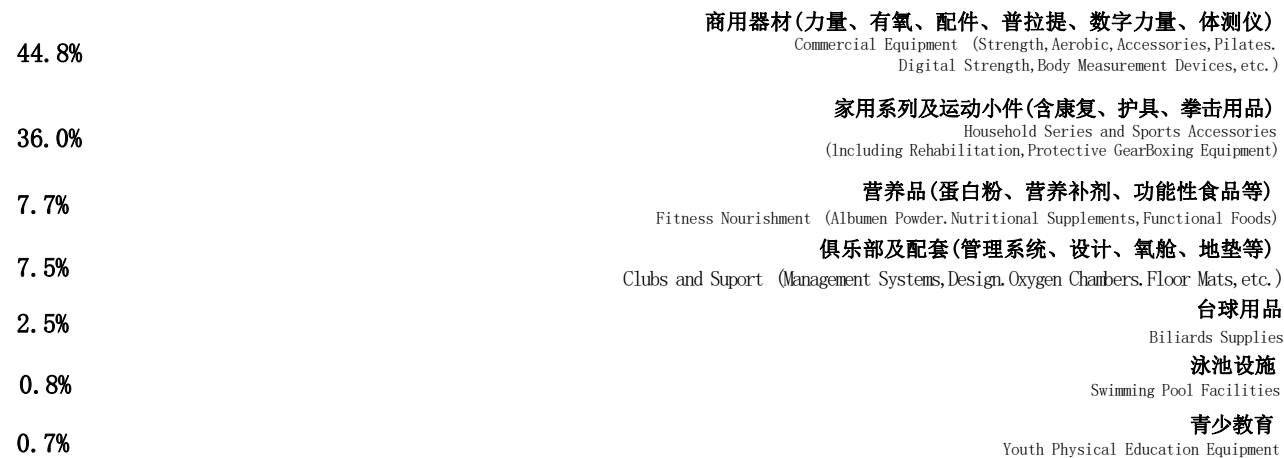 44.8%
商用器材(力量、有氧、配件、普拉提、数字力量、体测仪)
Commercial Equipment (Strength,Aerobic,Accessories,Pilates.
Digital Strength,Body Measurement Devices,etc.)
36.0%
家用系列及运动小件(含康复、护具、拳击用品)
Household Series and Sports Accessories
(Including Rehabilitation,Protective GearBoxing Equipment)
7.7%
营养品(蛋白粉、营养补剂、功能性食品等)
Fitness Nourishment (Albumen Powder.Nutritional Supplements,Functional Foods)
7.5%
俱乐部及配套(管理系统、设计、氧舱、地垫等)
Clubs and Suport (Management Systems,Design.Oxygen Chambers.Floor Mats,etc.)
2.5%
台球用品
Biliards Supplies
0.8%
泳池设施
Swimming Pool Facilities
0.7%
青少教育
Youth Physical Education Equipment